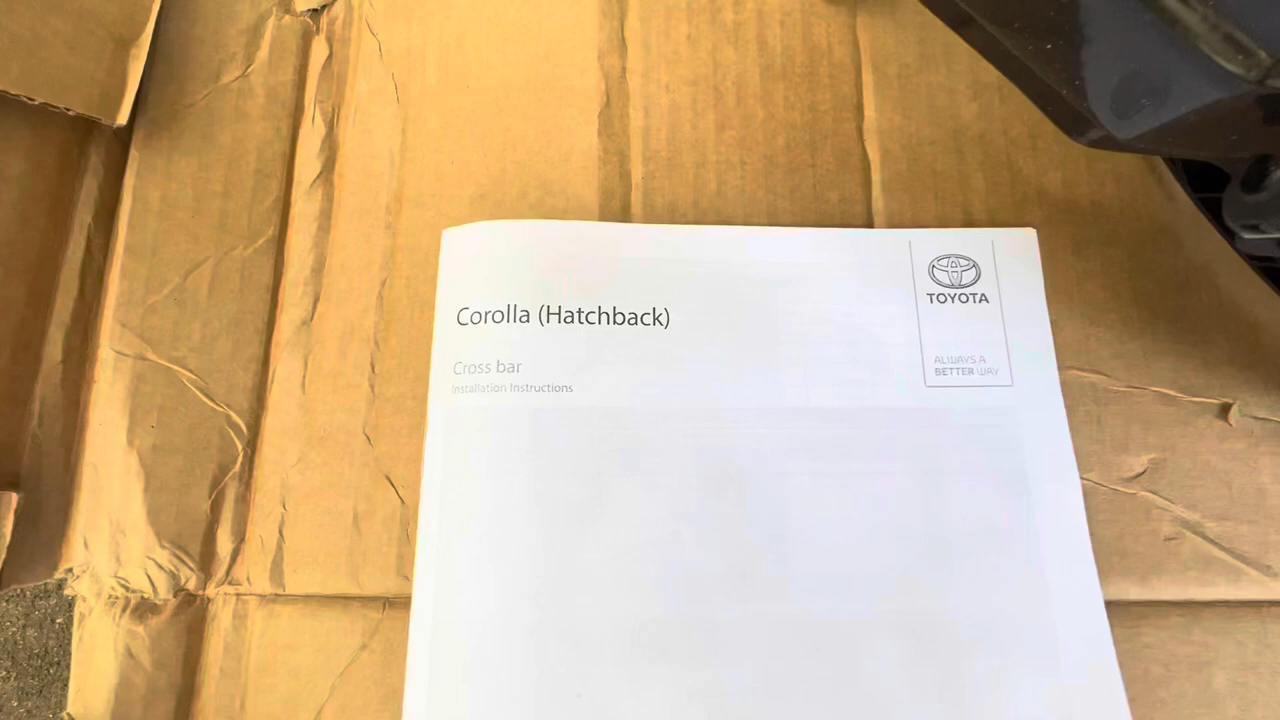 Corolla (Hatchback)
Cross bar
Installation Instructions
TOYOTA
ALWAYS A
BETTER WAY